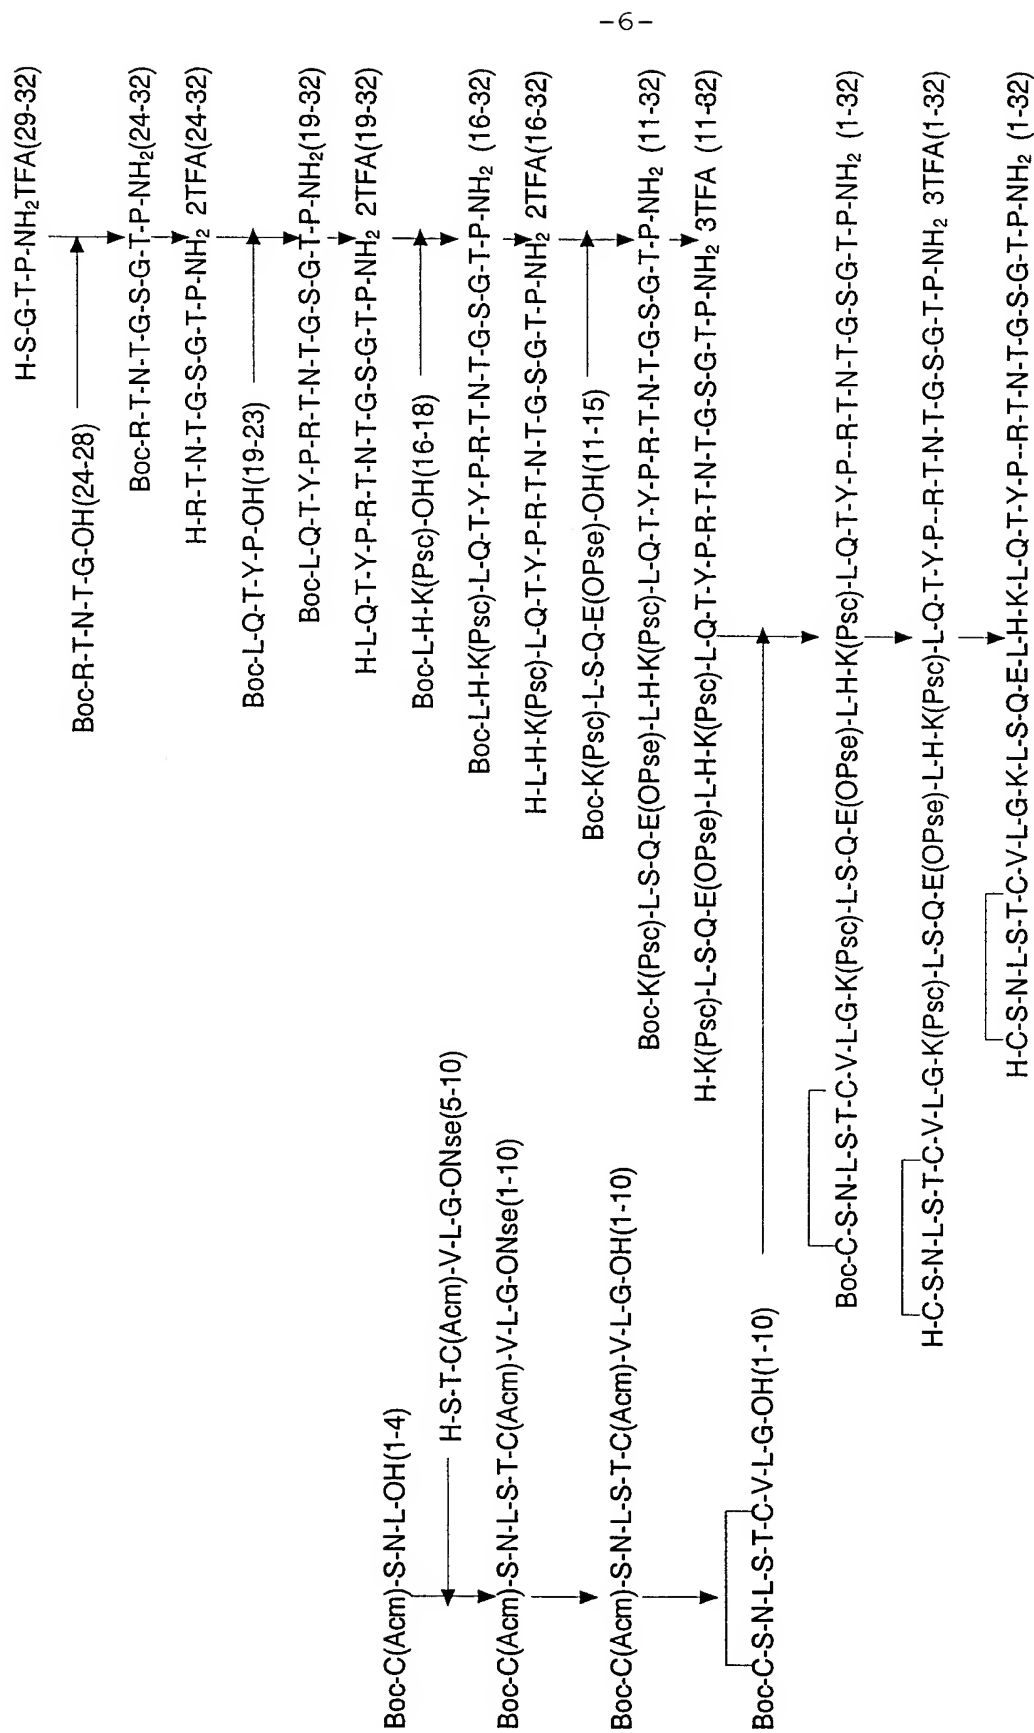 -6-
H-S-G-T-P-NH2TFA(29-32)
Boc-R-T-N-T-G-OH(24-28)
Boc-R-T-N-T-G-S-G-T-P-NH2(24-32)
H-R-T-N-T-G-S-G-T-P-NH2 2TFA(24-32)
Boc-L-Q-T-Y-P-OH(19-23)
Boc-L-Q-T-Y-P-R-T-N-T-G-S-G-T-P-NH2(19-32)
H-L-Q-T-Y-P-R-T-N-T-G-S-G-T-P-NH2 2TFA(19-32)
Boc-L-H-K(Psc)-OH(16-18)
Boc-L-H-K(Psc)-L-Q-T-Y-P-R-T-N-T-G-S-G-T-P-NH2 (16-32)
H-L-H-K(Psc)-L-Q-T-Y-P-R-T-N-T-G-S-G-T-P-NH2 2TFA(16-32)
Boc-K(Psc)-L-S-Q-E(OPse)-OH(11-15)
Boc-K(Psc)-L-S-Q-E(OPse)-L-H-K(Psc)-L-Q-T-Y-P-R-T-N-T-G-S-G-T-P-NH2 (11-32)
H-K(Psc)-L-S-Q-E(OPse)-L-H-K(Psc)-L-Q-T-Y-P-R-T-N-T-G-S-G-T-P-NH2 3TFA (11-32)
Boc-C(Acm)-S-N-L-OH(1-4)
H-S-T-C(Acm)-V-L-G-ONse(5-10)
Boc-C(Acm)-S-N-L-S-T-C(Acm)-V-L-G-ONse(1-10)
Boc-C(Acm)-S-N-L-S-T-C(Acm)-V-L-G-OH(1-10)
Boc-C-S-N-L-S-T-C-V-L-G-OH(1-10)
Boc-C-S-N-L-S-T-C-V-L-G-K(Psc)-L-S-Q-E(OPse)-L-H-K(Psc)-L-Q-T-Y-P--R-T-N-T-G-S-G-T-P-NH2 (1-32)
H-C-S-N-L-S-T-C-V-L-G-K(Psc)-L-S-Q-E(OPse)-L-H-K(Psc)-L-Q-T-Y-P--R-T-N-T-G-S-G-T-P-NH2 3TFA(1-32)
H-C-S-N-L-S-T-C-V-L-G-K-L-S-Q-E-L-H-K-L-Q-T-Y-P--R-T-N-T-G-S-G-T-P-NH2 (1-32)